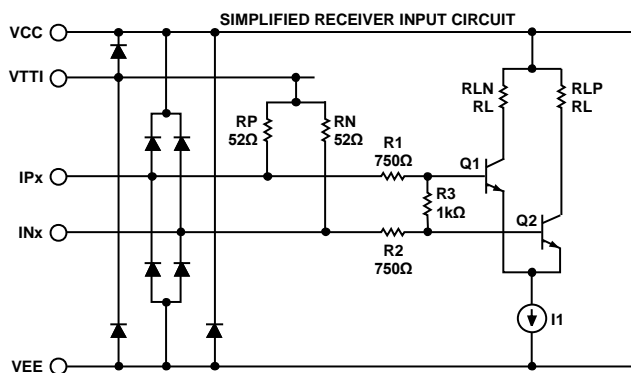 SIMPLIFIED RECEIVER INPUT CIRCUIT
VCC
VTTI
RLN
RL
RLP
RL
RP
52Ω
RN
52Ω
R1
750Ω
Q1
IPx
R3
1kΩ
Q2
INx
R2
750Ω
I1
VEE